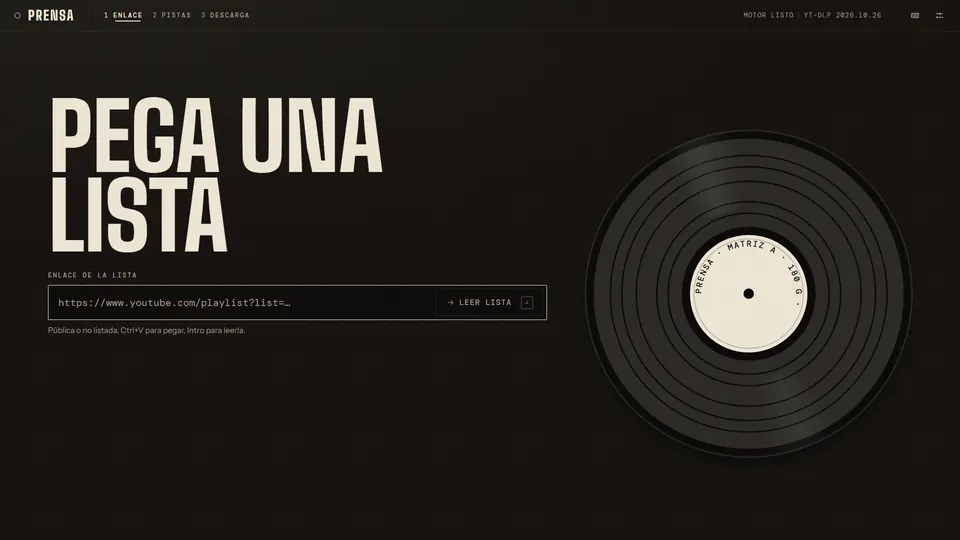 PRENSA
1 ENLACE 2 PISTAS 3 DESCARGA
MOTOR LISTO YT-DLP 2026.10.26
PEGA UNA
LISTA
ENLACE DE LA LISTA
https://www.youtube.com/playlist?list=…
→ LEER LISTA
Pública o no listada. Ctrl+V para pegar, Intro para leerla.
PRENSA · MATRIZ A · 180 G ·